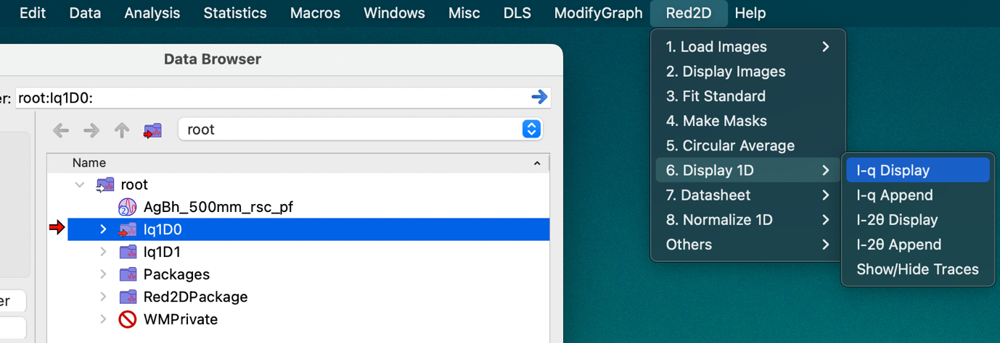 Edit Data Analysis Statistics Macros Windows Misc DLS ModifyGraph Red2D Help
Data Browser
er: root:Iq1D0:
root
Name
root
AgBh_500mm_rsc_pf
Iq1D0
Iq1D1
Packages
Red2DPackage
WMPrivate
er
1. Load Images
2. Display Images
3. Fit Standard
4. Make Masks
5. Circular Average
6. Display 1D
7. Datasheet
8. Normalize 1D
Others
I-q Display
I-q Append
I-2θ Display
I-2θ Append
Show/Hide Traces